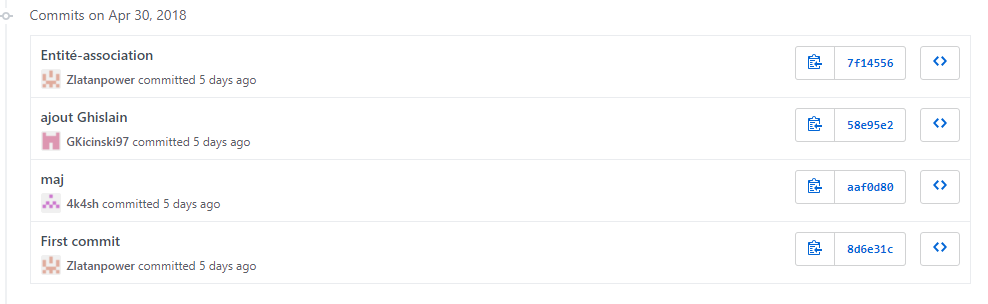 Commits on Apr 30, 2018
Entité-association
Zlatanpower committed 5 days ago
7f14556
ajout Ghislain
GKicinski97 committed 5 days ago
58e95e2
maj
4k4sh committed 5 days ago
aaf0d80
First commit
Zlatanpower committed 5 days ago
8d6e31c